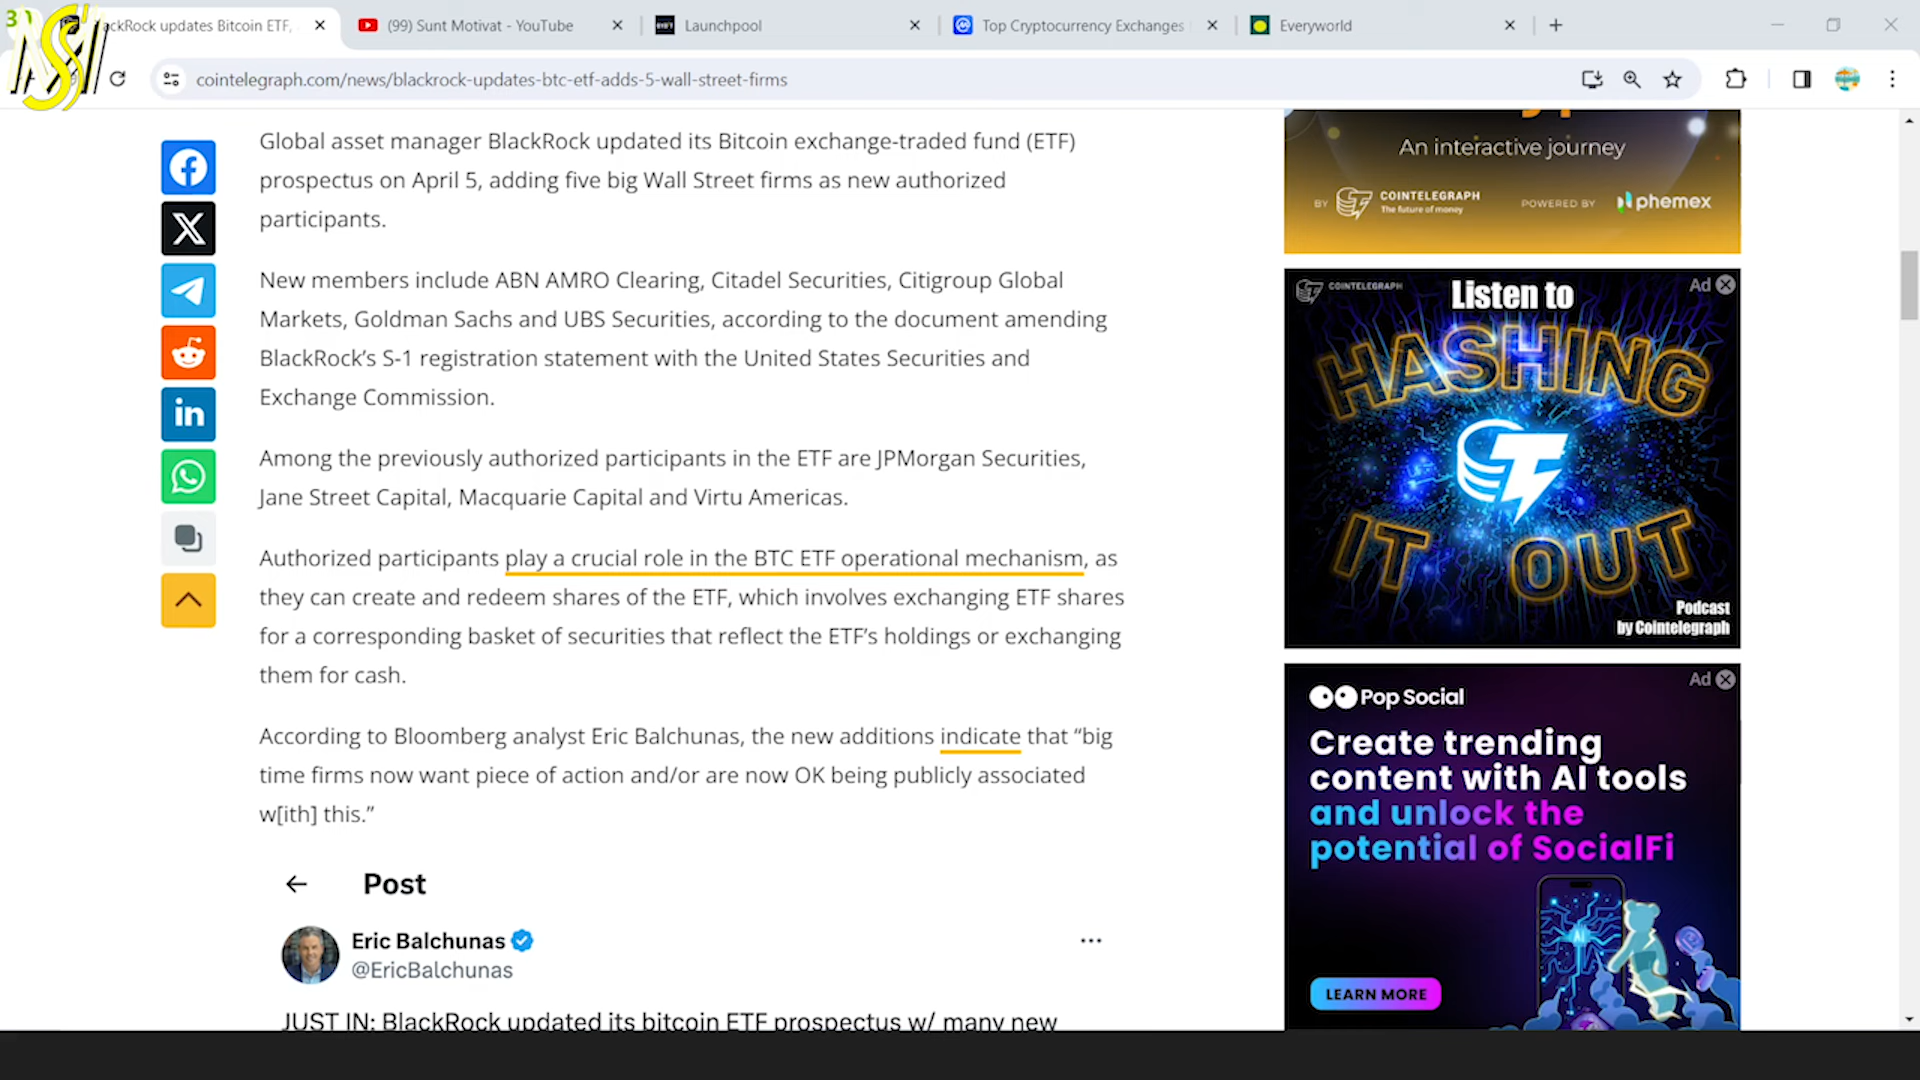 ckRock updates Bitcoin ETF,
(99) Sunt Motivat - YouTube
Launchpool
Top Cryptocurrency Exchanges
Everyworld
cointelegraph.com/news/blackrock-updates-btc-etf-adds-5-wall-street-firms
Global asset manager BlackRock updated its Bitcoin exchange-traded fund (ETF)
prospectus on April 5, adding five big Wall Street firms as new authorized
participants.
New members include ABN AMRO Clearing, Citadel Securities, Citigroup Global
Markets, Goldman Sachs and UBS Securities, according to the document amending
BlackRock’s S-1 registration statement with the United States Securities and
Exchange Commission.
Among the previously authorized participants in the ETF are JPMorgan Securities,
Jane Street Capital, Macquarie Capital and Virtu Americas.
Authorized participants play a crucial role in the BTC ETF operational mechanism, as
they can create and redeem shares of the ETF, which involves exchanging ETF shares
for a corresponding basket of securities that reflect the ETF’s holdings or exchanging
them for cash.
According to Bloomberg analyst Eric Balchunas, the new additions indicate that “big
time firms now want piece of action and/or are now OK being publicly associated
w[ith] this.”
Post
Eric Balchunas
@EricBalchunas
JUST IN: BlackRock updated its bitcoin ETF prospectus w/ many new
An interactive journey
BY COINTELEGRAPH The future of money POWERED BY phemex
COINTELEGRAPH
Ad
Listen to
HASHING
IT OUT
Podcast
by Cointelegraph
Ad
Pop Social
Create trending
content with AI tools
and unlock the
potential of SocialFi
AI
LEARN MORE